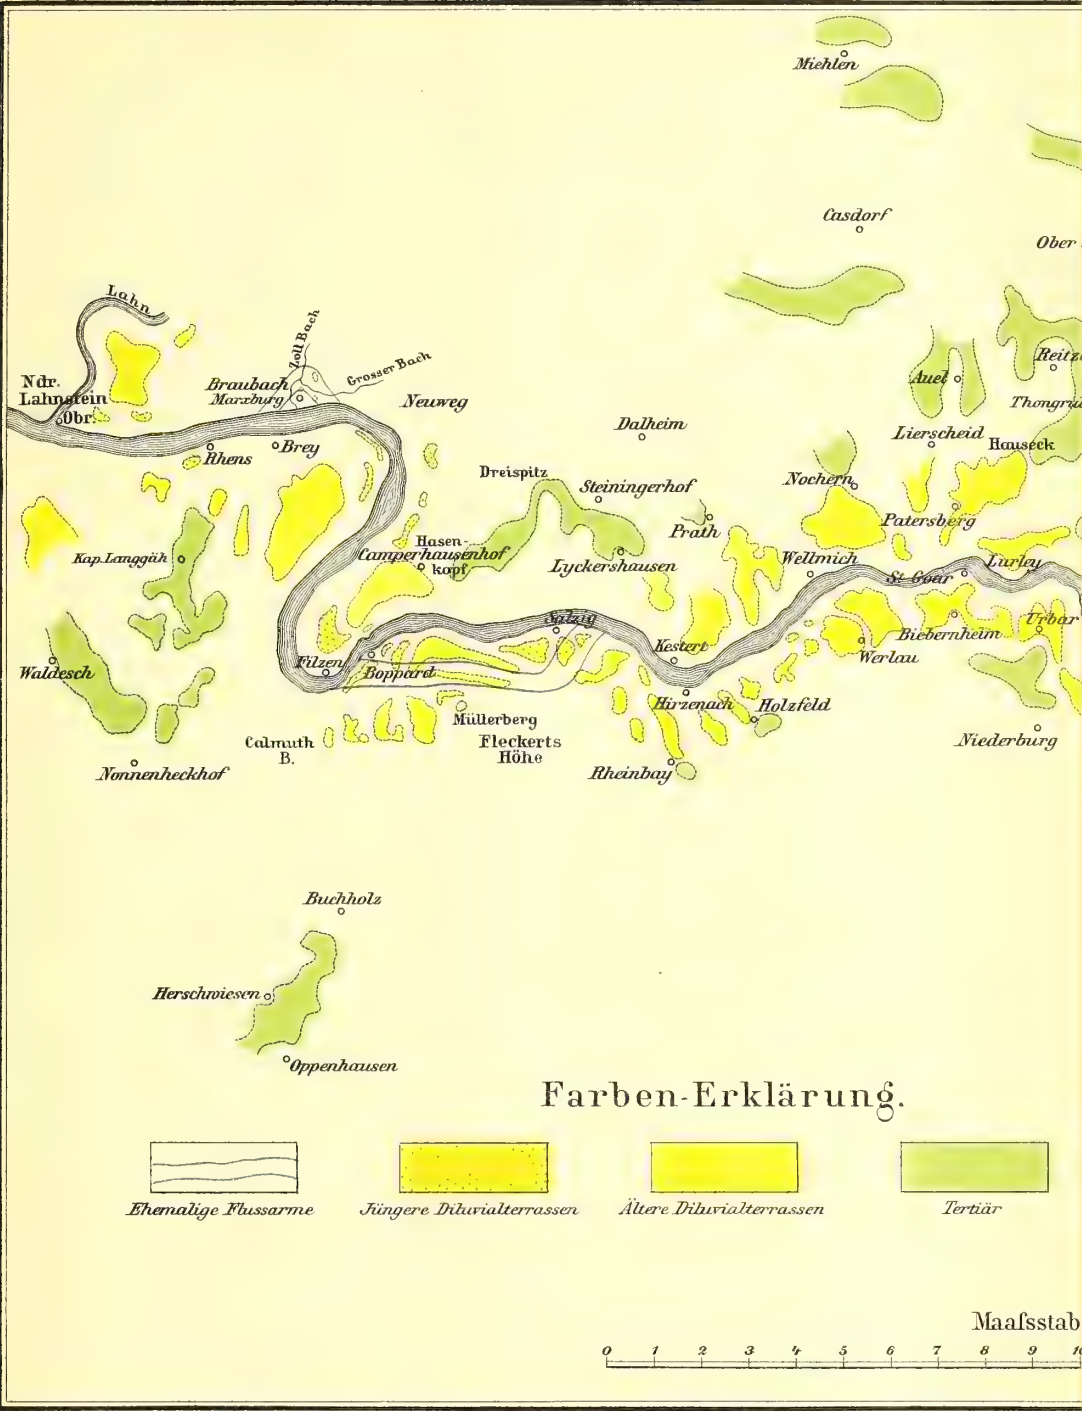 Miehlen
Casdorf
Ober
Lahn
Zoll Bach
Grosser Bach
Ndr.
Lahnstein
Obr.
Braubach
Marxburg
Neuweg
Reitz
Auel
Thongru
Dalheim
Lierscheid
Hauseck
Rhens
Brey
Dreispitz
Steiningerhof
Nochern
Patersberg
Prath
Kap. Langgäh
Hasen-
kopf
Camperhausenhof
Lyckershausen
Wellmich
St Goar
Lurley
Salzig
Biebernheim
Urbar
Werlau
Kestert
Waldesch
Filzen
Boppard
Hirzenach
Holzfeld
Müllerberg
Calmuth
B.
Fleckerts
Höhe
Niederburg
Nonnenheckhof
Rheinbay
Buchholz
Herschwiesen
Oppenhausen
Farben-Erklärung.
Ehemalige Flussarme
Jüngere Diluvialterrassen
Ältere Diluvialterrassen
Tertiär
Maaſsstab
0 1 2 3 4 5 6 7 8 9 10